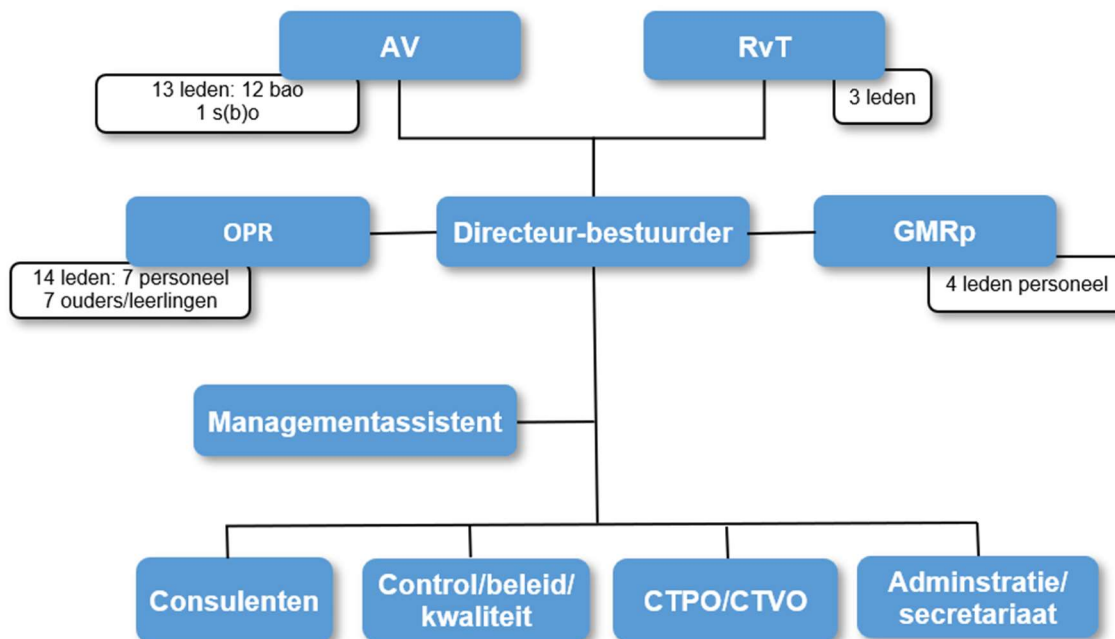 AV
RvT
13 leden: 12 bao
1 s(b)o
3 leden
OPR
Directeur-bestuurder
GMRp
14 leden: 7 personeel
7 ouders/leerlingen
4 leden personeel
Managementassistent
Consulenten
Control/beleid/
kwaliteit
CTPO/CTVO
Adminstratie/
secretariaat